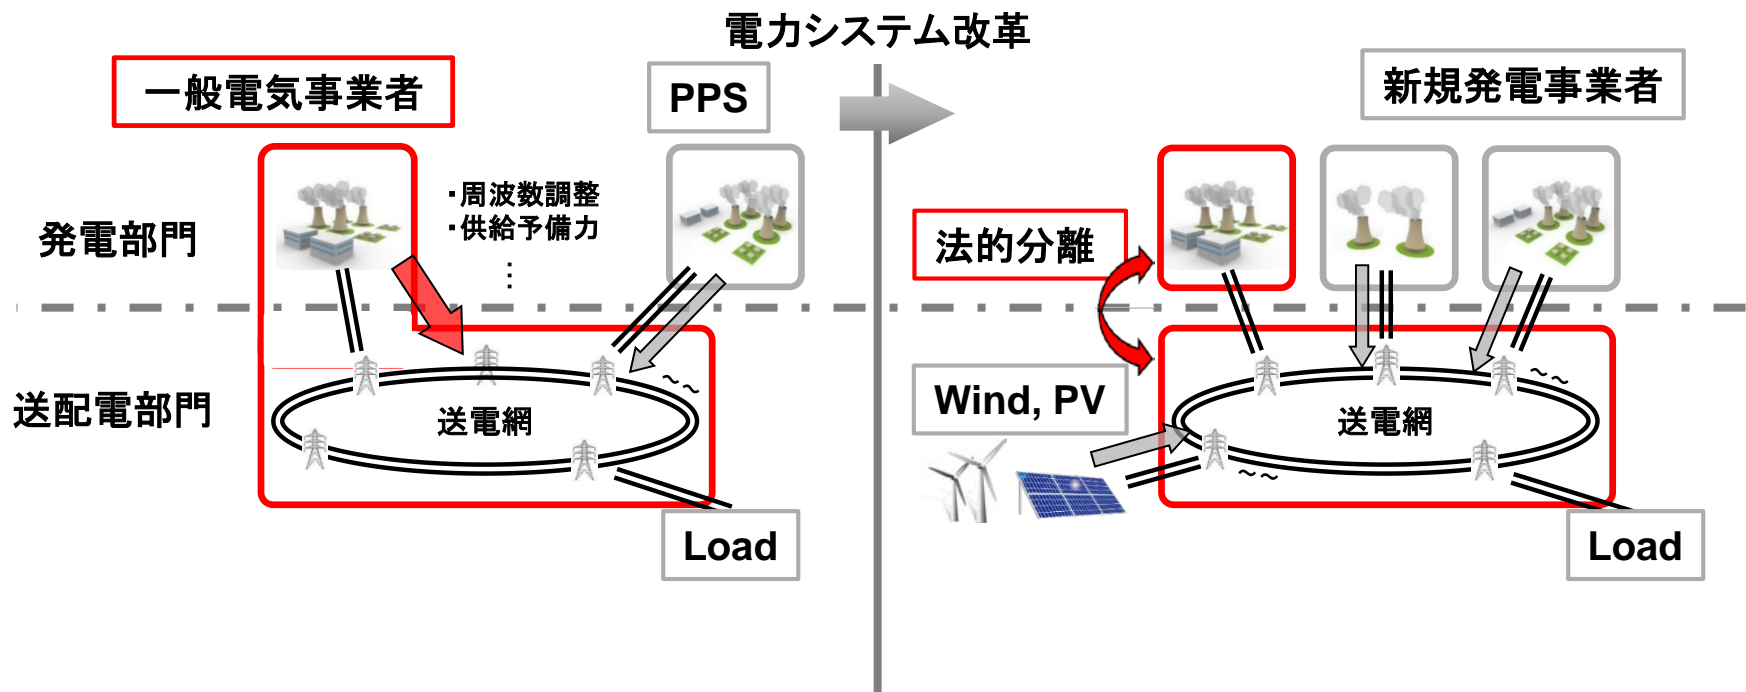 電力システム改革
一般電気事業者
PPS
新規発電事業者
・周波数調整
・供給予備力
⋮
発電部門
法的分離
送配電部門
送電網
～～
Load
Wind, PV
送電網
～～
～～
Load